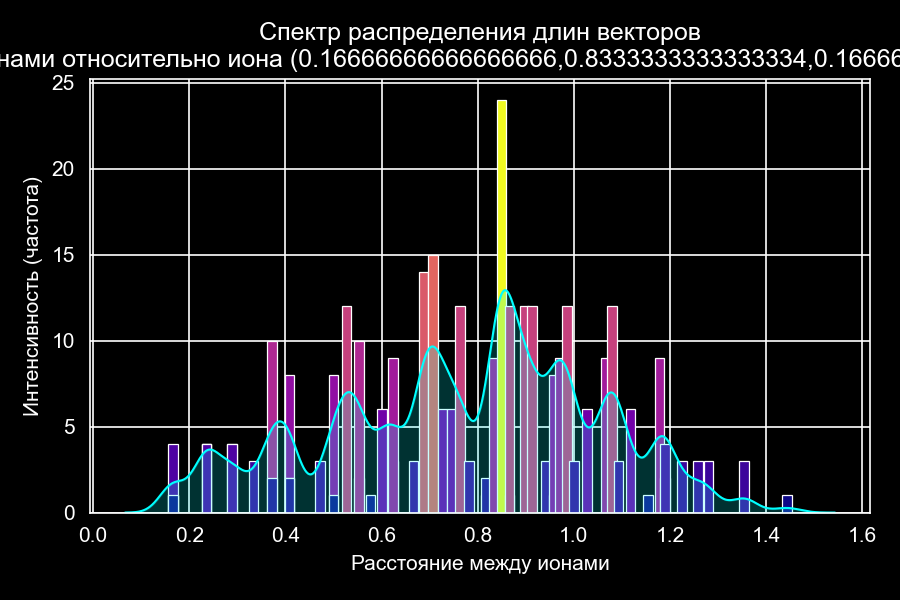 Спектр распределения длин векторов
нами относительно иона (0.16666666666666666,0.8333333333333334,0.16666
25
20
15
10
5
0
Интенсивность (частота)
0.0 0.2 0.4 0.6 0.8 1.0 1.2 1.4 1.6
Расстояние между ионами